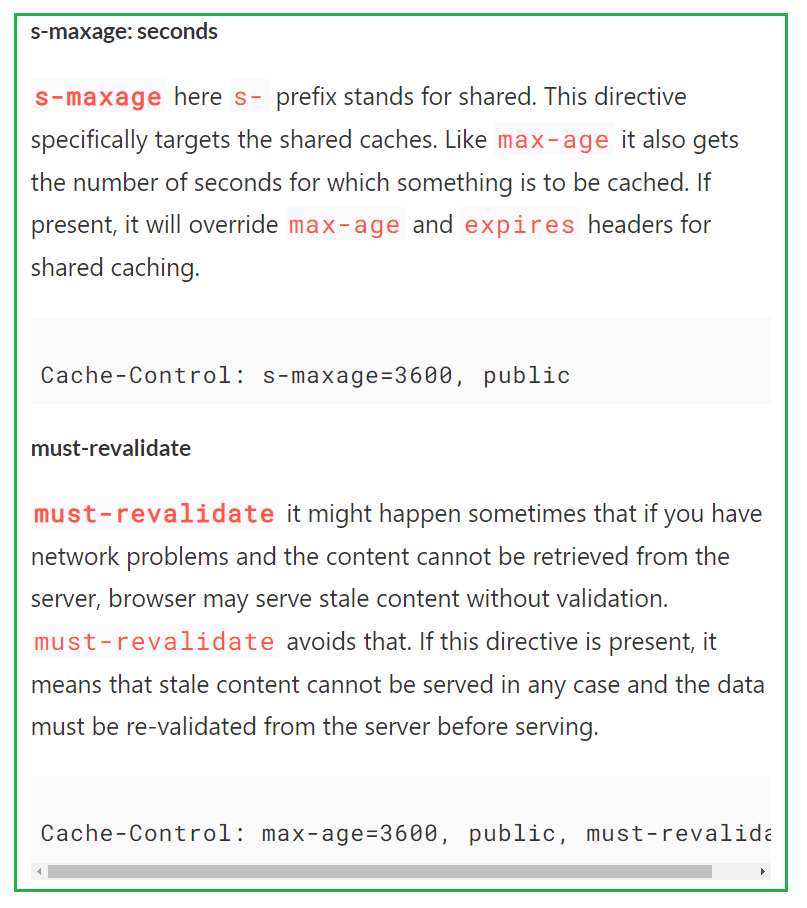 s-maxage: seconds
s-maxage here s- prefix stands for shared. This directive
specifically targets the shared caches. Like max-age it also gets
the number of seconds for which something is to be cached. If
present, it will override max-age and expires headers for
shared caching.
Cache-Control: s-maxage=3600, public
must-revalidate
must-revalidate it might happen sometimes that if you have
network problems and the content cannot be retrieved from the
server, browser may serve stale content without validation.
must-revalidate avoids that. If this directive is present, it
means that stale content cannot be served in any case and the data
must be re-validated from the server before serving.
Cache-Control: max-age=3600, public, must-revalida